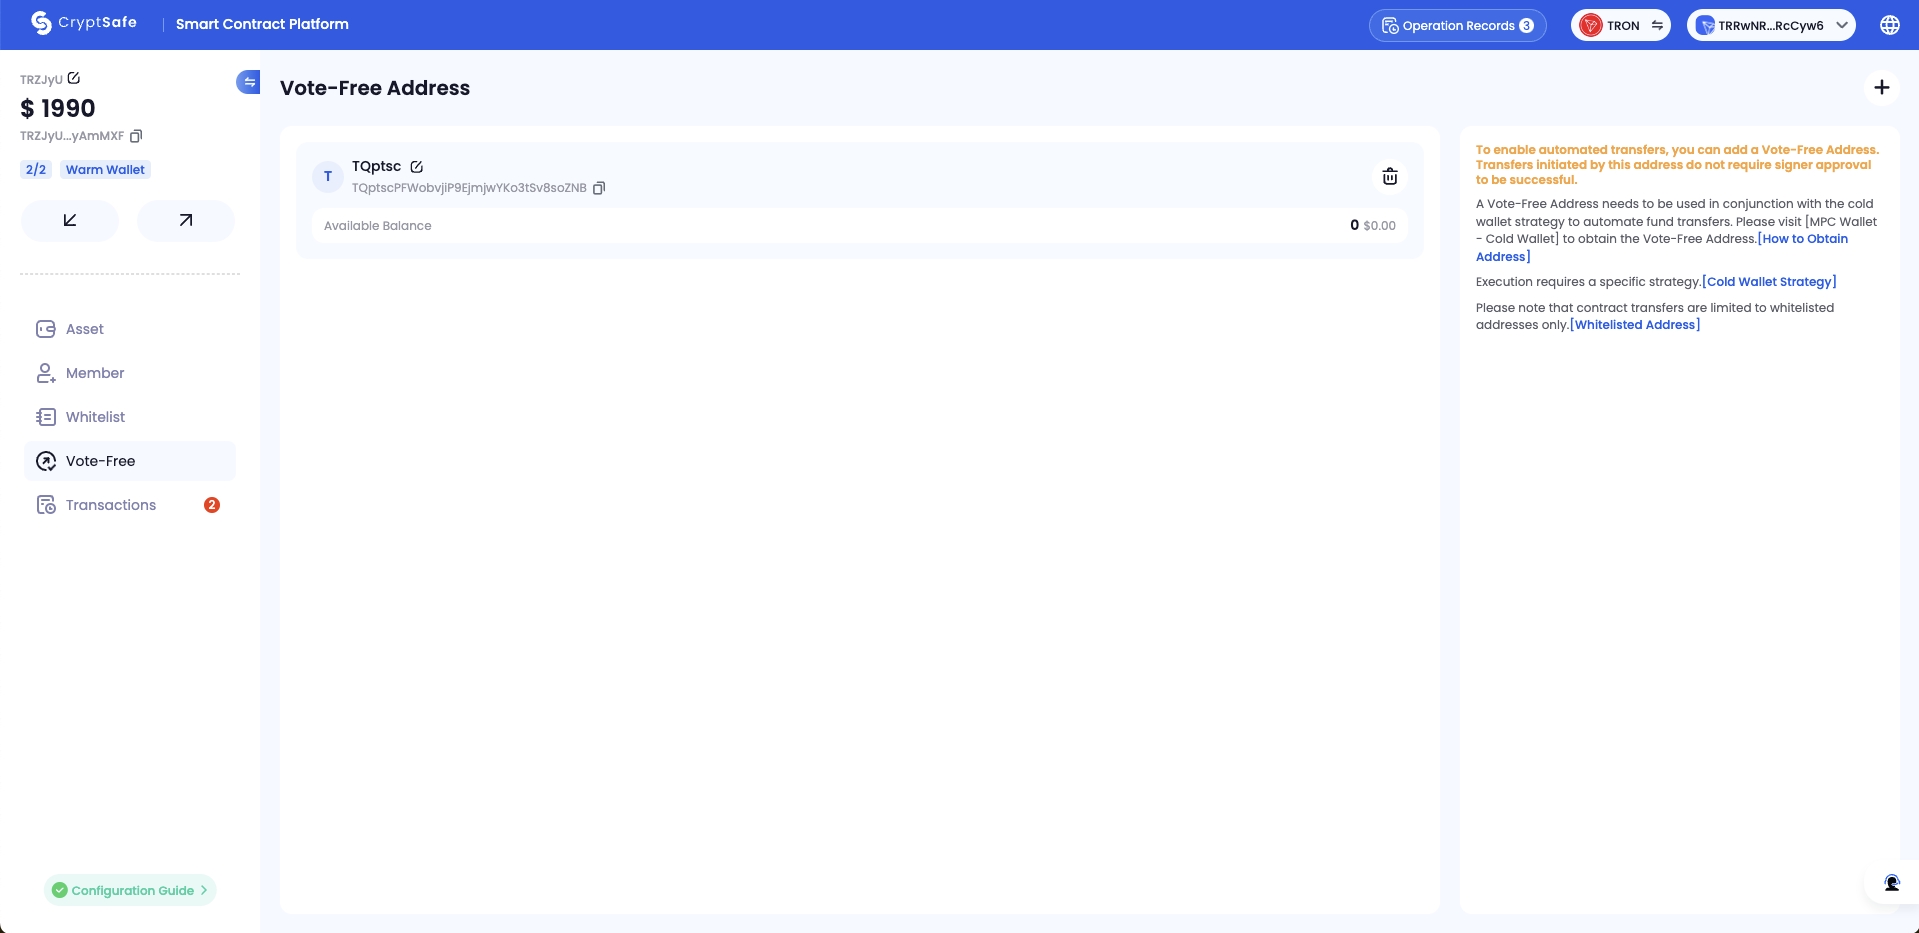 CryptSafe
Smart Contract Platform
Operation Records 3
TRON
TRRwNR...RcCyw6
TRZJyU
$ 1990
TRZJyU...yAmMXF
2/2
Warm Wallet
Asset
Member
Whitelist
Vote-Free
Transactions 2
Configuration Guide
Vote-Free Address
T
TQptsc
TQptscPFWobvjiP9EjmjwYKo3tSv8soZNB
Available Balance
0 $0.00
To enable automated transfers, you can add a Vote-Free Address.
Transfers initiated by this address do not require signer approval
to be successful.
A Vote-Free Address needs to be used in conjunction with the cold
wallet strategy to automate fund transfers. Please visit [MPC Wallet
- Cold Wallet] to obtain the Vote-Free Address.[How to Obtain
Address]
Execution requires a specific strategy.[Cold Wallet Strategy]
Please note that contract transfers are limited to whitelisted
addresses only.[Whitelisted Address]